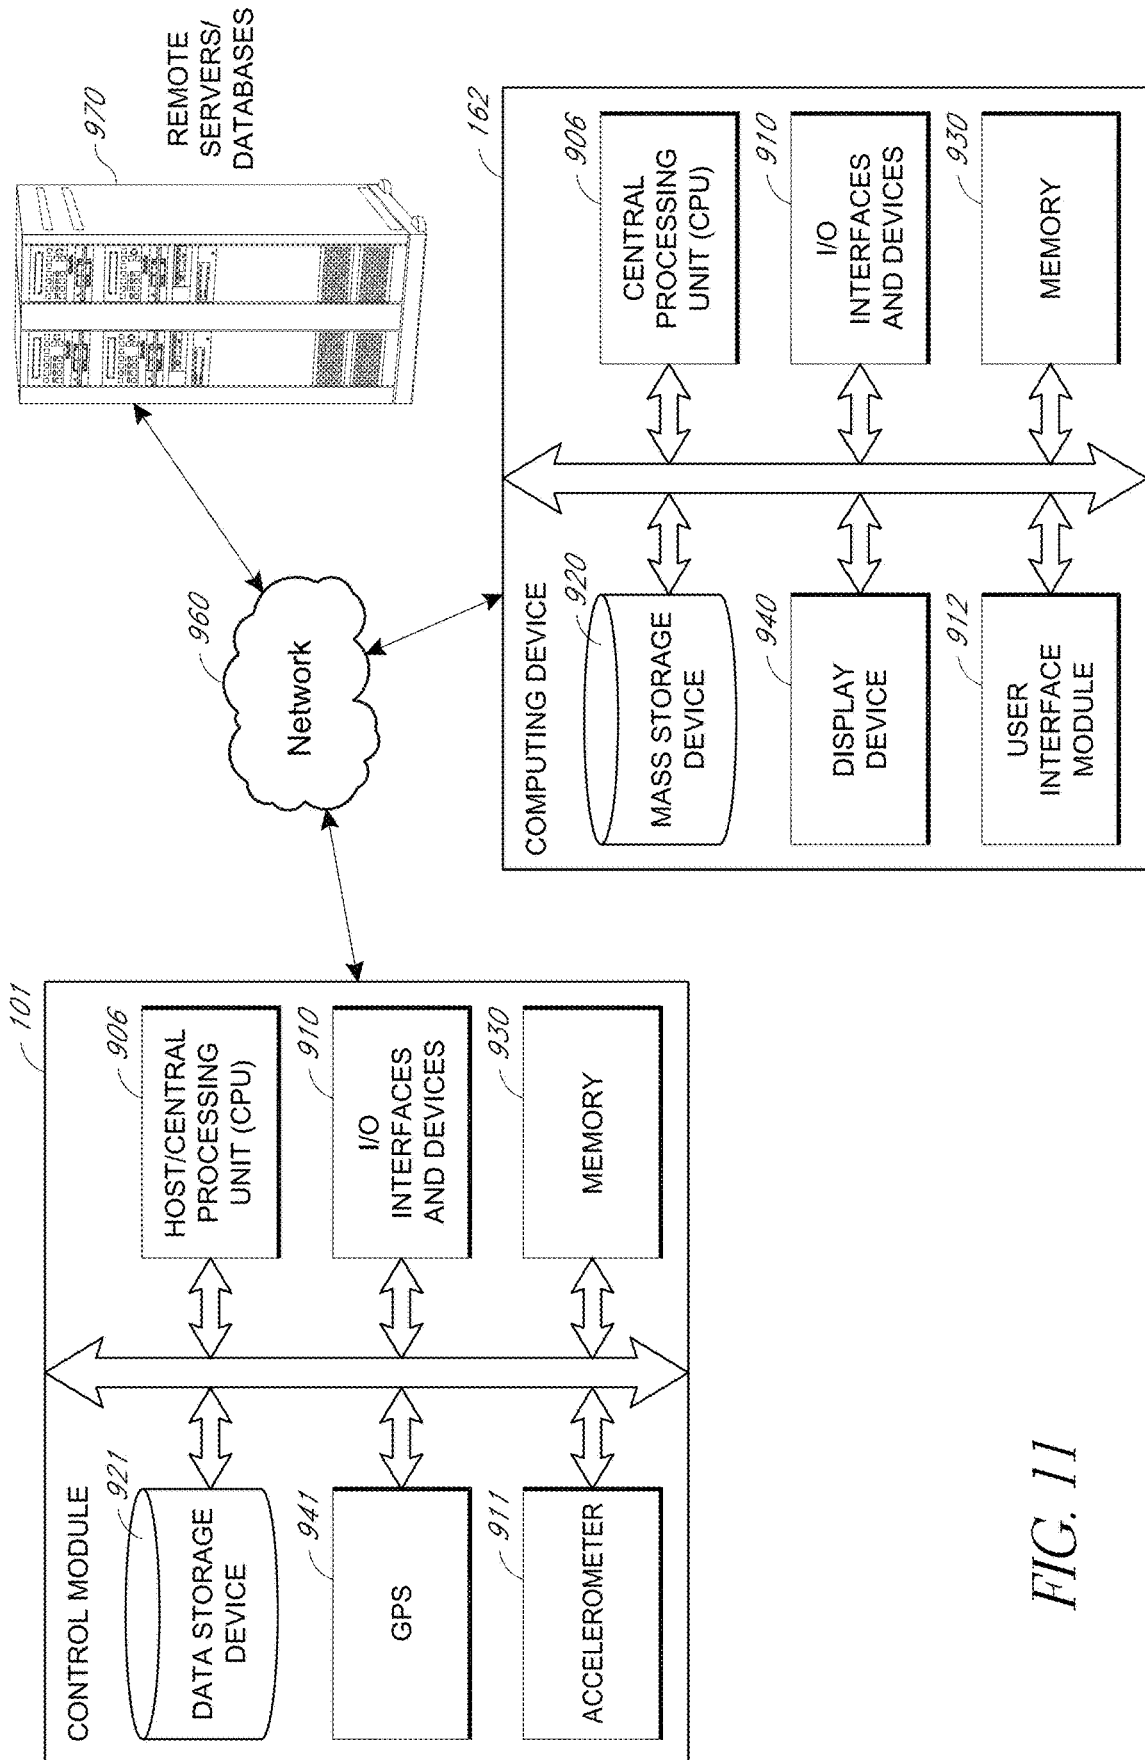 101
CONTROL MODULE
921
DATA STORAGE
DEVICE
941
GPS
911
ACCELEROMETER
906
HOST/CENTRAL
PROCESSING
UNIT (CPU)
910
I/O
INTERFACES
AND DEVICES
930
MEMORY
960
Network
970
REMOTE
SERVERS/
DATABASES
162
COMPUTING DEVICE
920
MASS STORAGE
DEVICE
940
DISPLAY
DEVICE
912
USER
INTERFACE
MODULE
906
CENTRAL
PROCESSING
UNIT (CPU)
910
I/O
INTERFACES
AND DEVICES
930
MEMORY
FIG. 11